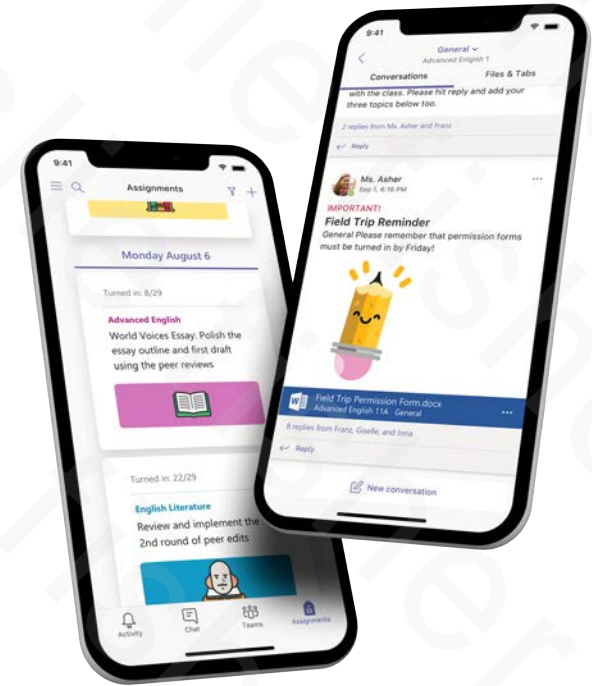 9:41
Assignments
Monday August 6
Turned in: 8/29
Advanced English
World Voices Essay: Polish the
essay outline and first draft
using the peer reviews
Turned in: 22/29
English Literature
Review and implement the
2nd round of peer edits
Activity
Chat
Teams
Assignments
9:41
General
Advanced Enlgish 1
Conversations
Files & Tabs
with the class. Please hit reply and add your
three topics below too.
2 replies from Ms. Asher and Franz
Reply
Ms. Asher
Sep 1, 6:16 PM
IMPORTANT!
Field Trip Reminder
General Please remember that permission forms
must be turned in by Friday!
W
Field Trip Permission Form.docx
Advanced English 11A General
8 replies from Franz, Giselle, and Inna
Reply
New conversation